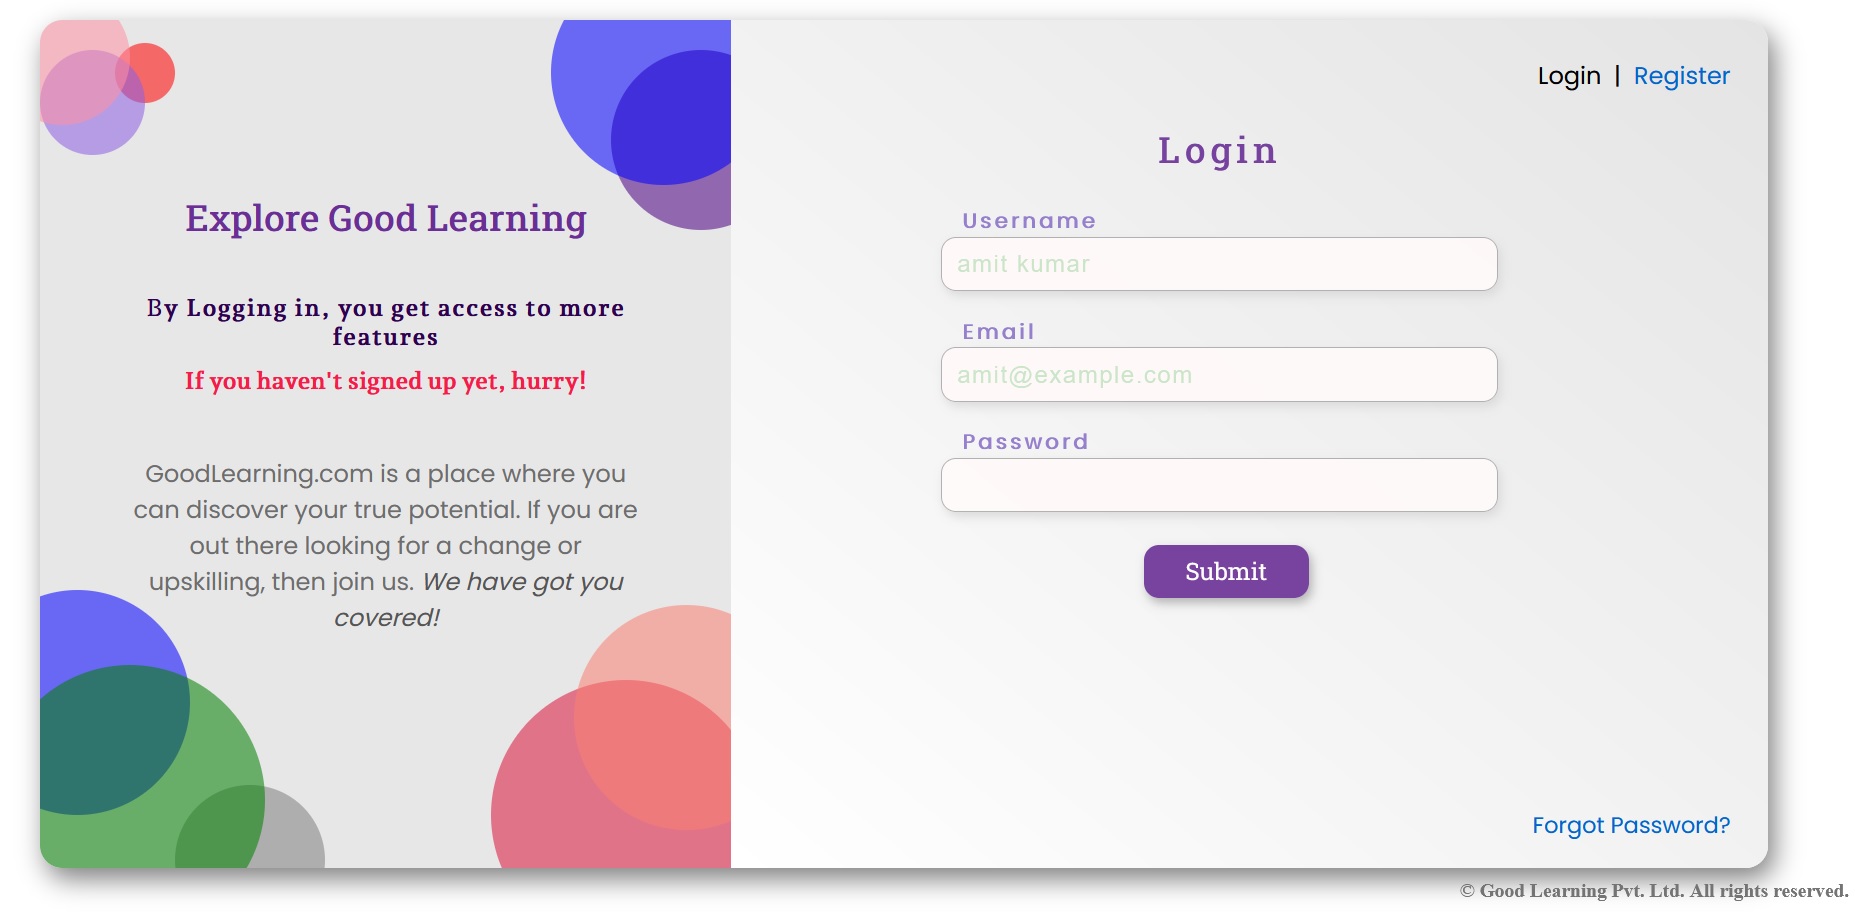 Explore Good Learning
By Logging in, you get access to more
features
If you haven't signed up yet, hurry!
GoodLearning.com is a place where you
can discover your true potential. If you are
out there looking for a change or
upskilling, then join us. We have got you
covered!
Login | Register
Login
Username
amit kumar
Email
amit@example.com
Password
Submit
Forgot Password?
© Good Learning Pvt. Ltd. All rights reserved.